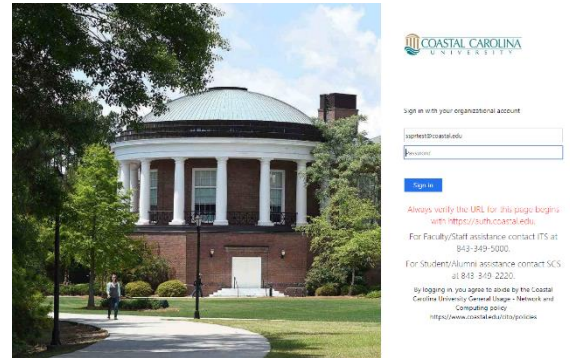 COASTAL CAROLINA
UNIVERSITY
Sign in with your organizational account
ssprtest@coastal.edu
Password
Sign in
Always verify the URL for this page begins
with https://auth.coastal.edu.
For Faculty/Staff assistance contact ITS at
843-349-5000.
For Student/Alumni assistance contact SCS
at 843-349-2220.
By logging in, you agree to abide by the Coastal
Carolina University General Usage - Network and
Computing policy
https://www.coastal.edu/cito/policies